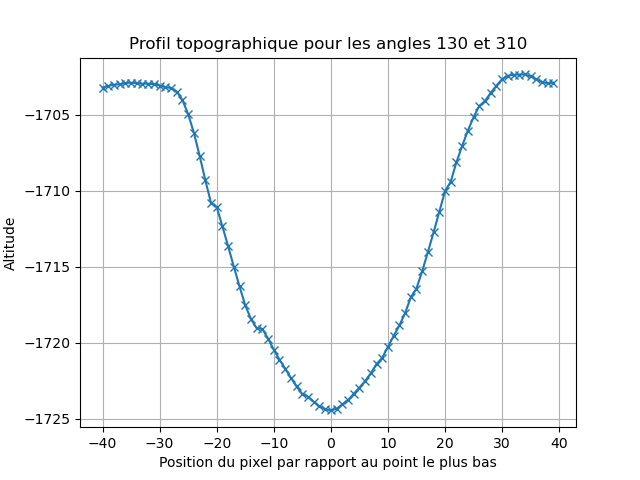 Profil topographique pour les angles 130 et 310
−1705
−1710
−1715
−1720
−1725
Altitude
−40 −30 −20 −10 0 10 20 30 40
Position du pixel par rapport au point le plus bas